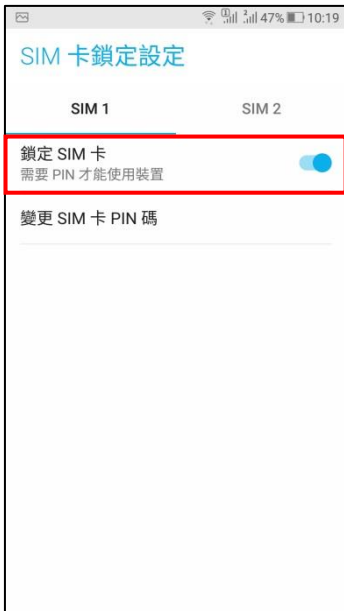 47% 10:19
SIM 卡鎖定設定
SIM 1 SIM 2
鎖定 SIM 卡
需要 PIN 才能使用裝置
變更 SIM 卡 PIN 碼